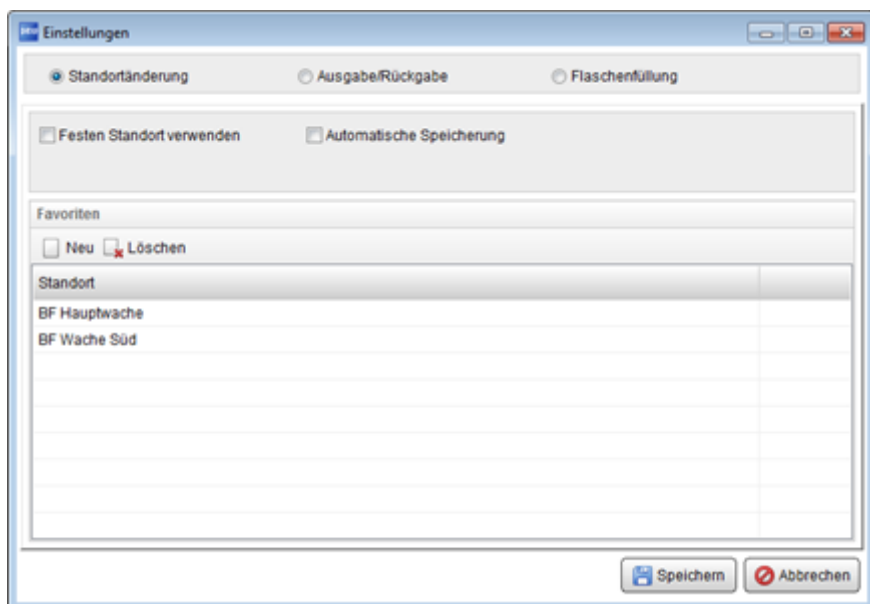 Einstellungen
Standortänderung Ausgabe/Rückgabe Flaschenfüllung
Festen Standort verwenden Automatische Speicherung
Favoriten
Neu Löschen
Standort
BF Hauptwache
BF Wache Süd
Speichern Abbrechen